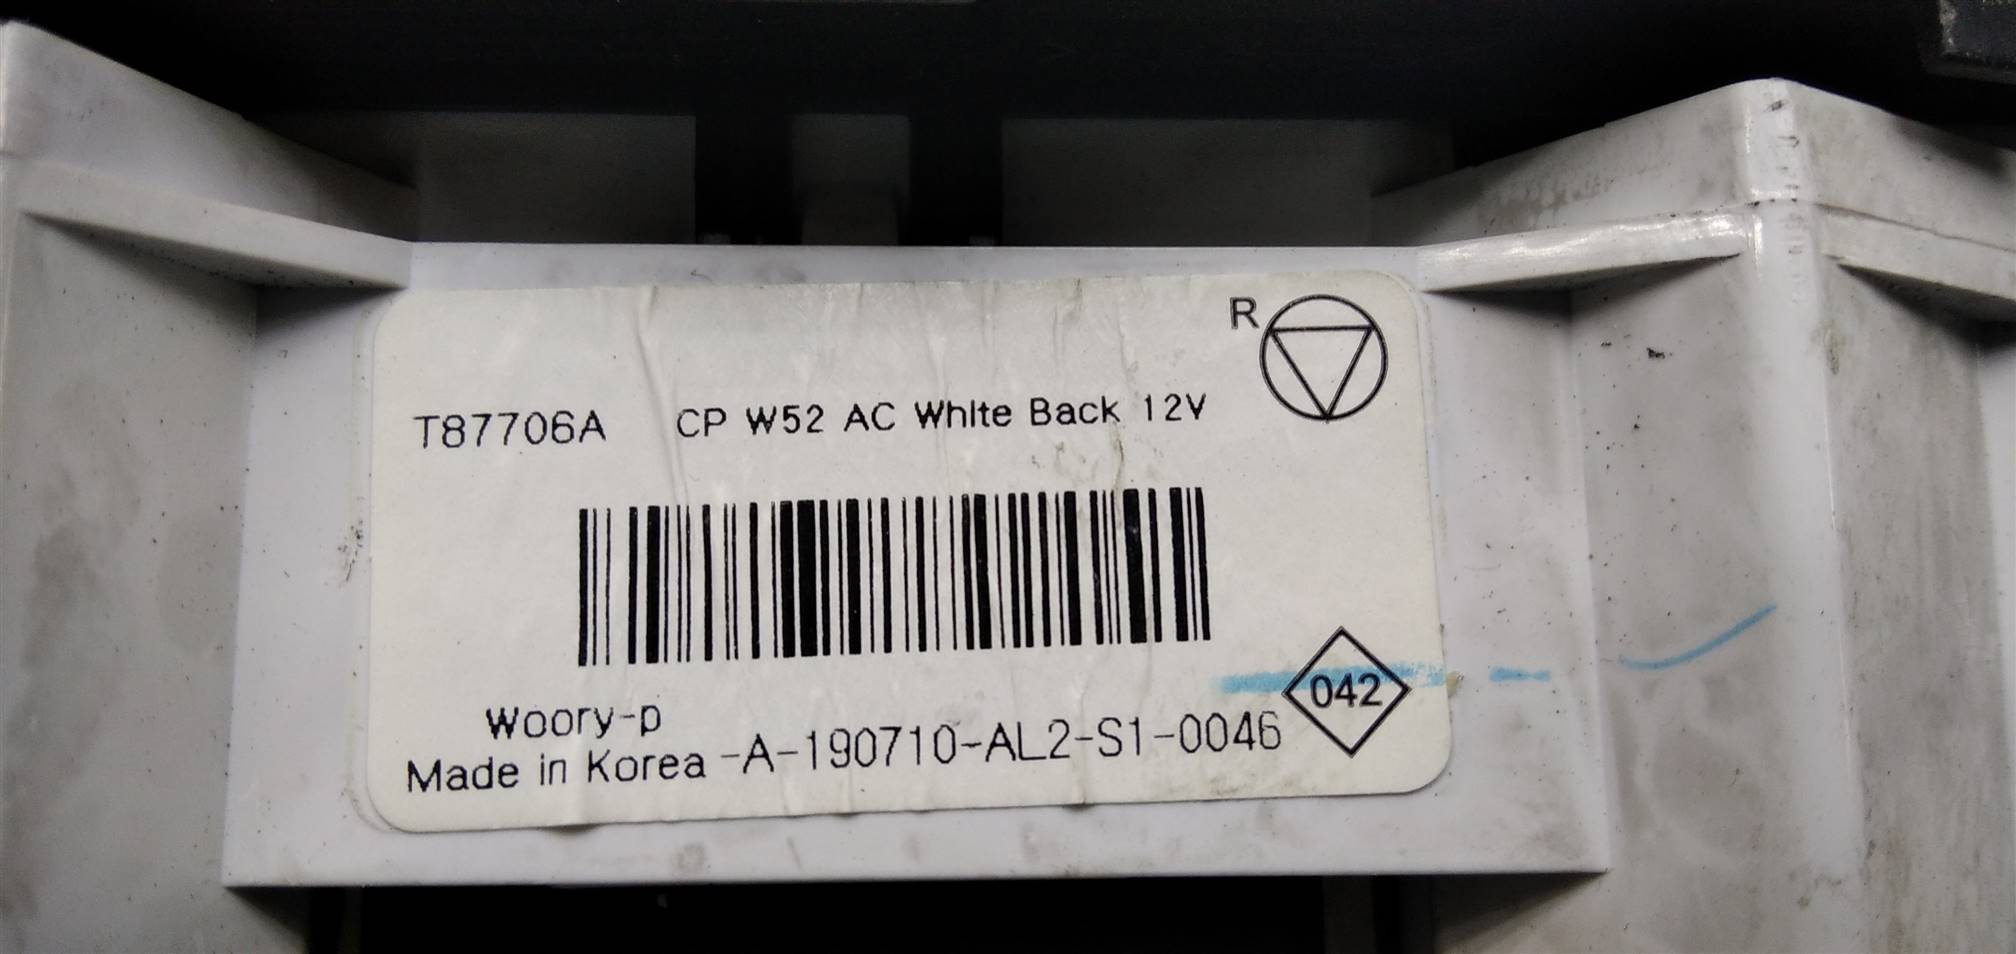 R
T87706A CP W52 AC White Back 12V
042
Woory-p
Made in Korea -A-190710-AL2-S1-0046